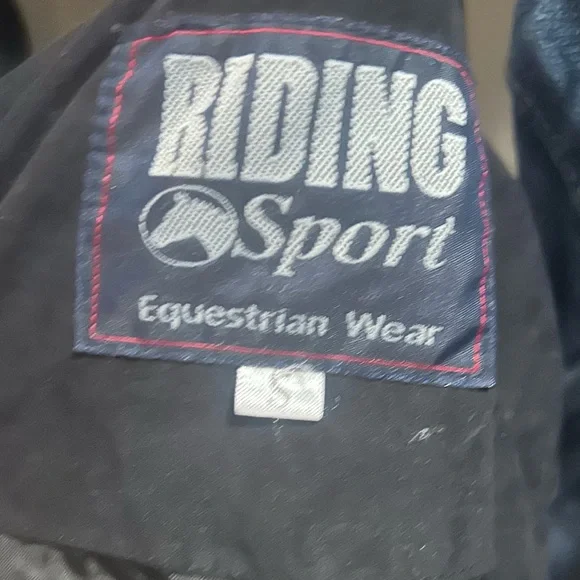 RIDING
Sport
Equestrian Wear
S